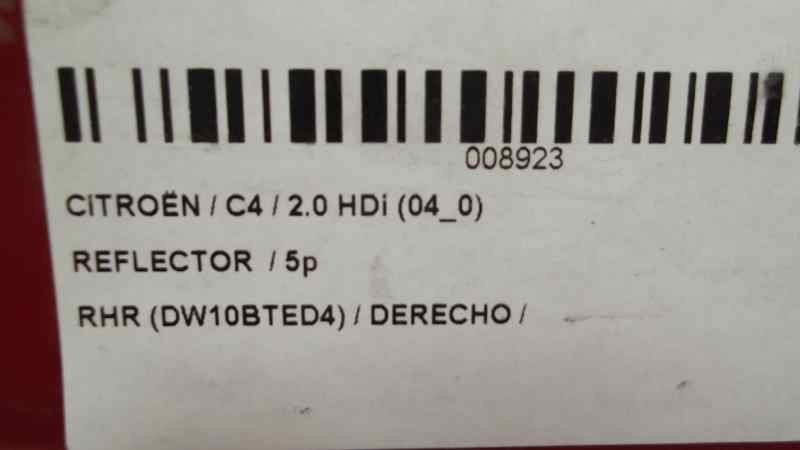 008923
CITROËN / C4 / 2.0 HDi (04_0)
REFLECTOR / 5p
RHR (DW10BTED4) / DERECHO /